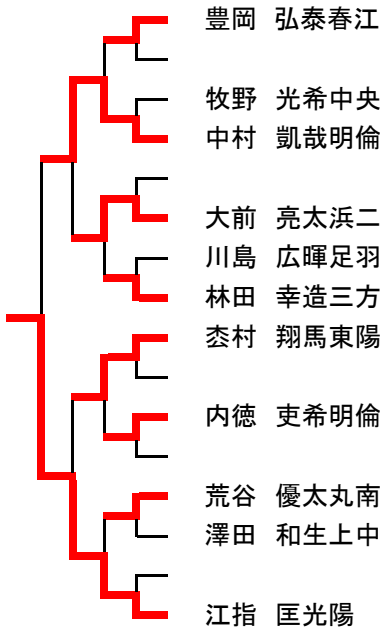 豊岡 弘泰春江
牧野 光希中央
中村 凱哉明倫
大前 亮太浜二
川島 広暉足羽
林田 幸造三方
枩村 翔馬東陽
内徳 吏希明倫
荒谷 優太丸南
澤田 和生上中
江指 匡光陽